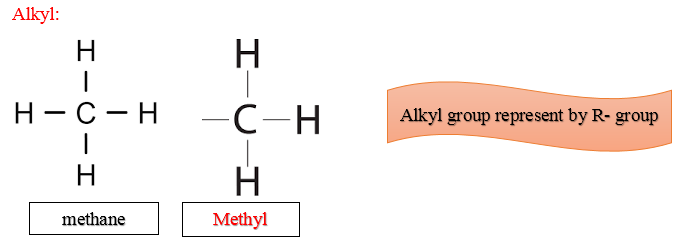 Alkyl:
H
H – C – H
H
methane
H
– C – H
H
Methyl
Alkyl group represent by R- group